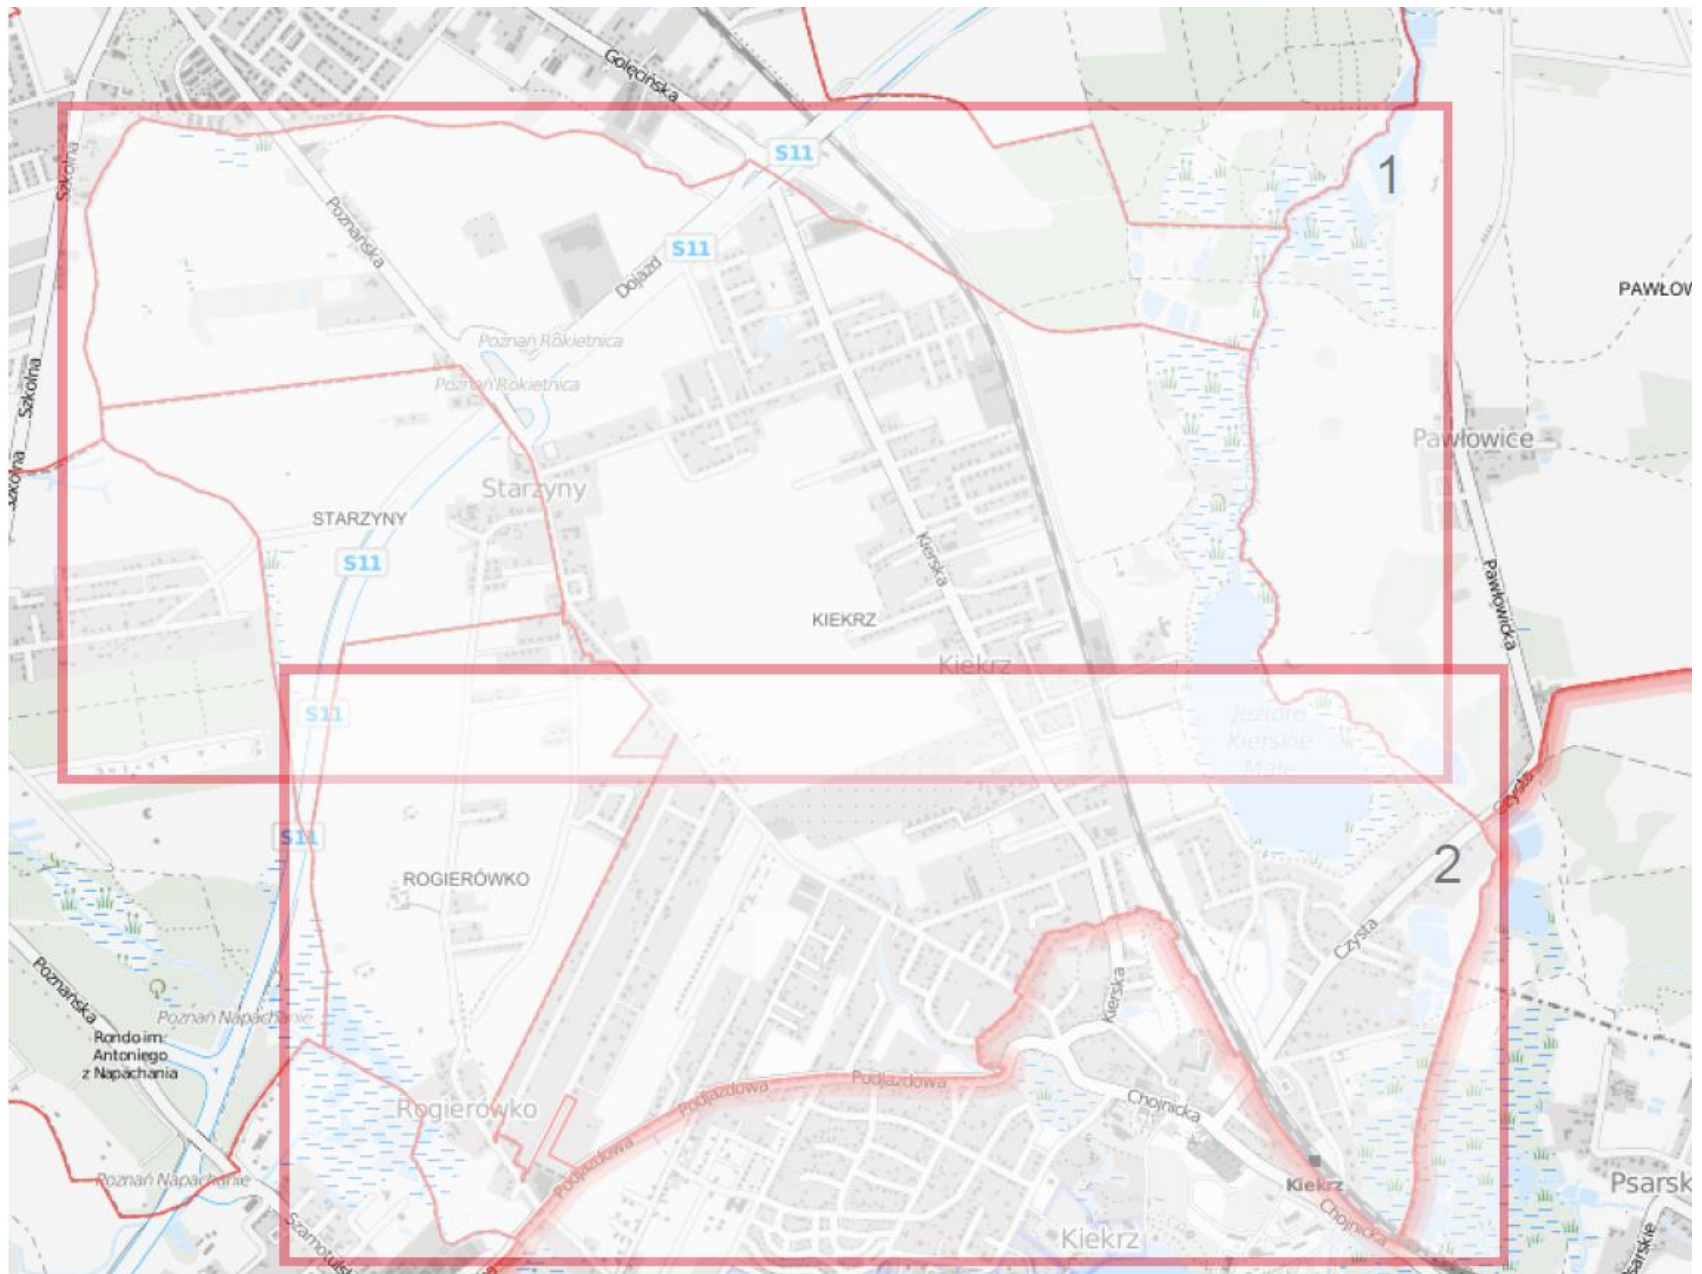 Golęcińska
S11
1
Szkolna
Poznańska
S11
Dojazd
PAWŁOW
Poznań Rokietnica
Poznań Rokietnica
Szkolna
Szkolna
Pawłowice
Starzyny
STARZYNY
S11
Kierska
Pawłowicka
KIEKRZ
Kiekrz
S11
Jezioro
Kierskie
Małe
Czysta
S11
2
ROGIERÓWKO
Czysta
Poznańska
Kierska
Poznań Napachanie
Rondo im.
Antoniego
z Napachania
Podjazdowa
Podjazdowa
Chojnicka
Rogierówko
Podjazdowa
Poznań Napachanie
Kiekrz
Psarsk
Chojnicka
Kiekrz